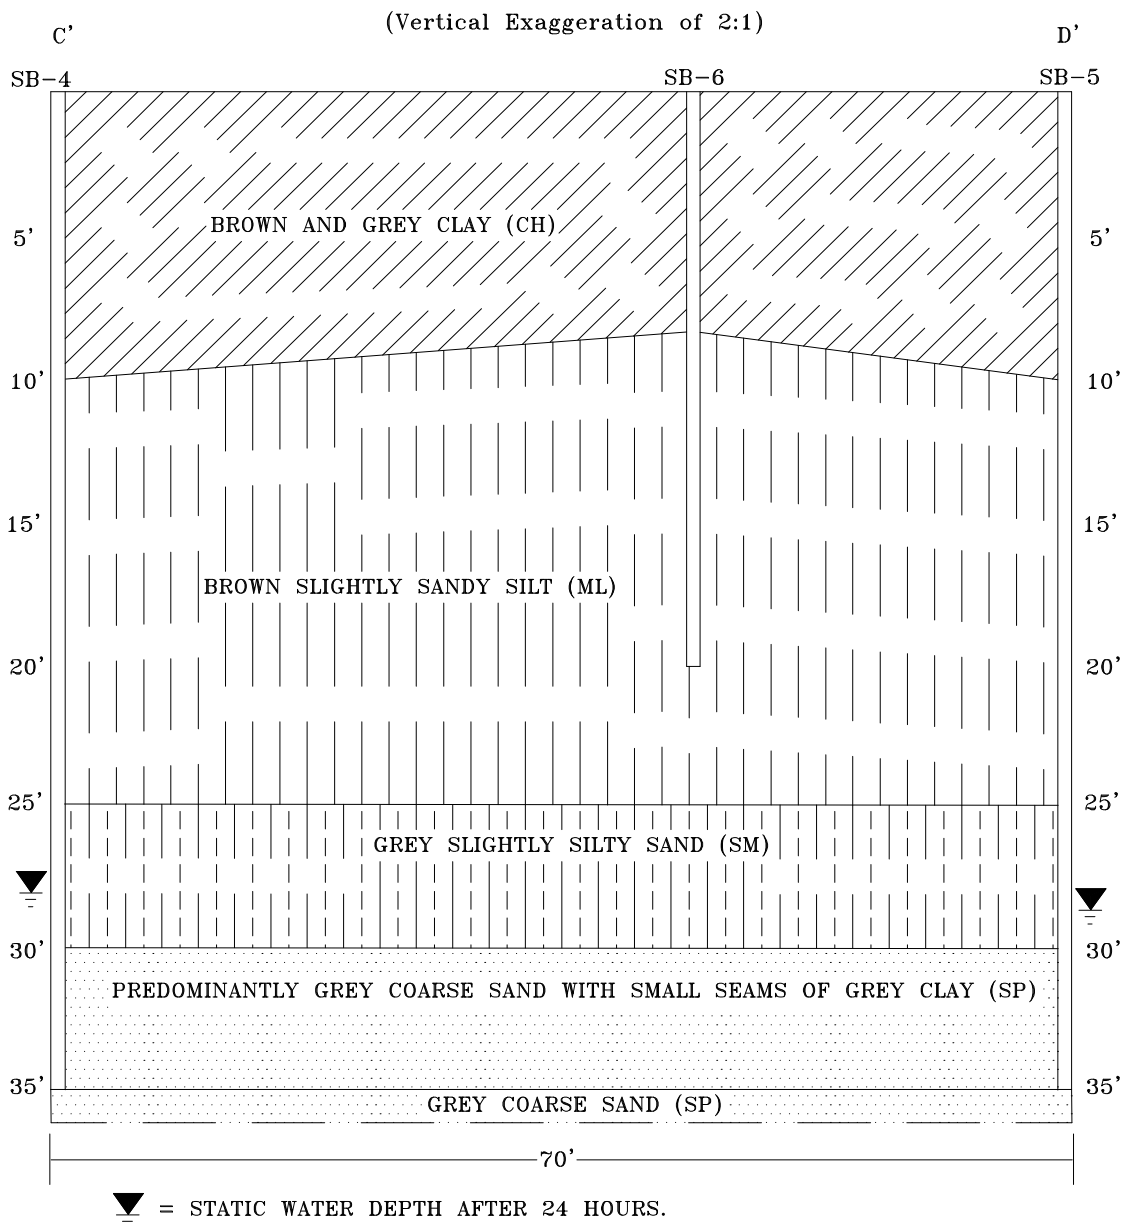 (Vertical Exaggeration of 2:1)
C' D'
SB-4 SB-6 SB-5
BROWN AND GREY CLAY (CH)
5' 5'
10' 10'
15' 15'
BROWN SLIGHTLY SANDY SILT (ML)
20' 20'
25' 25'
GREY SLIGHTLY SILTY SAND (SM)
30' 30'
PREDOMINANTLY GREY COARSE SAND WITH SMALL SEAMS OF GREY CLAY (SP)
35' 35'
GREY COARSE SAND (SP)
70'
= STATIC WATER DEPTH AFTER 24 HOURS.